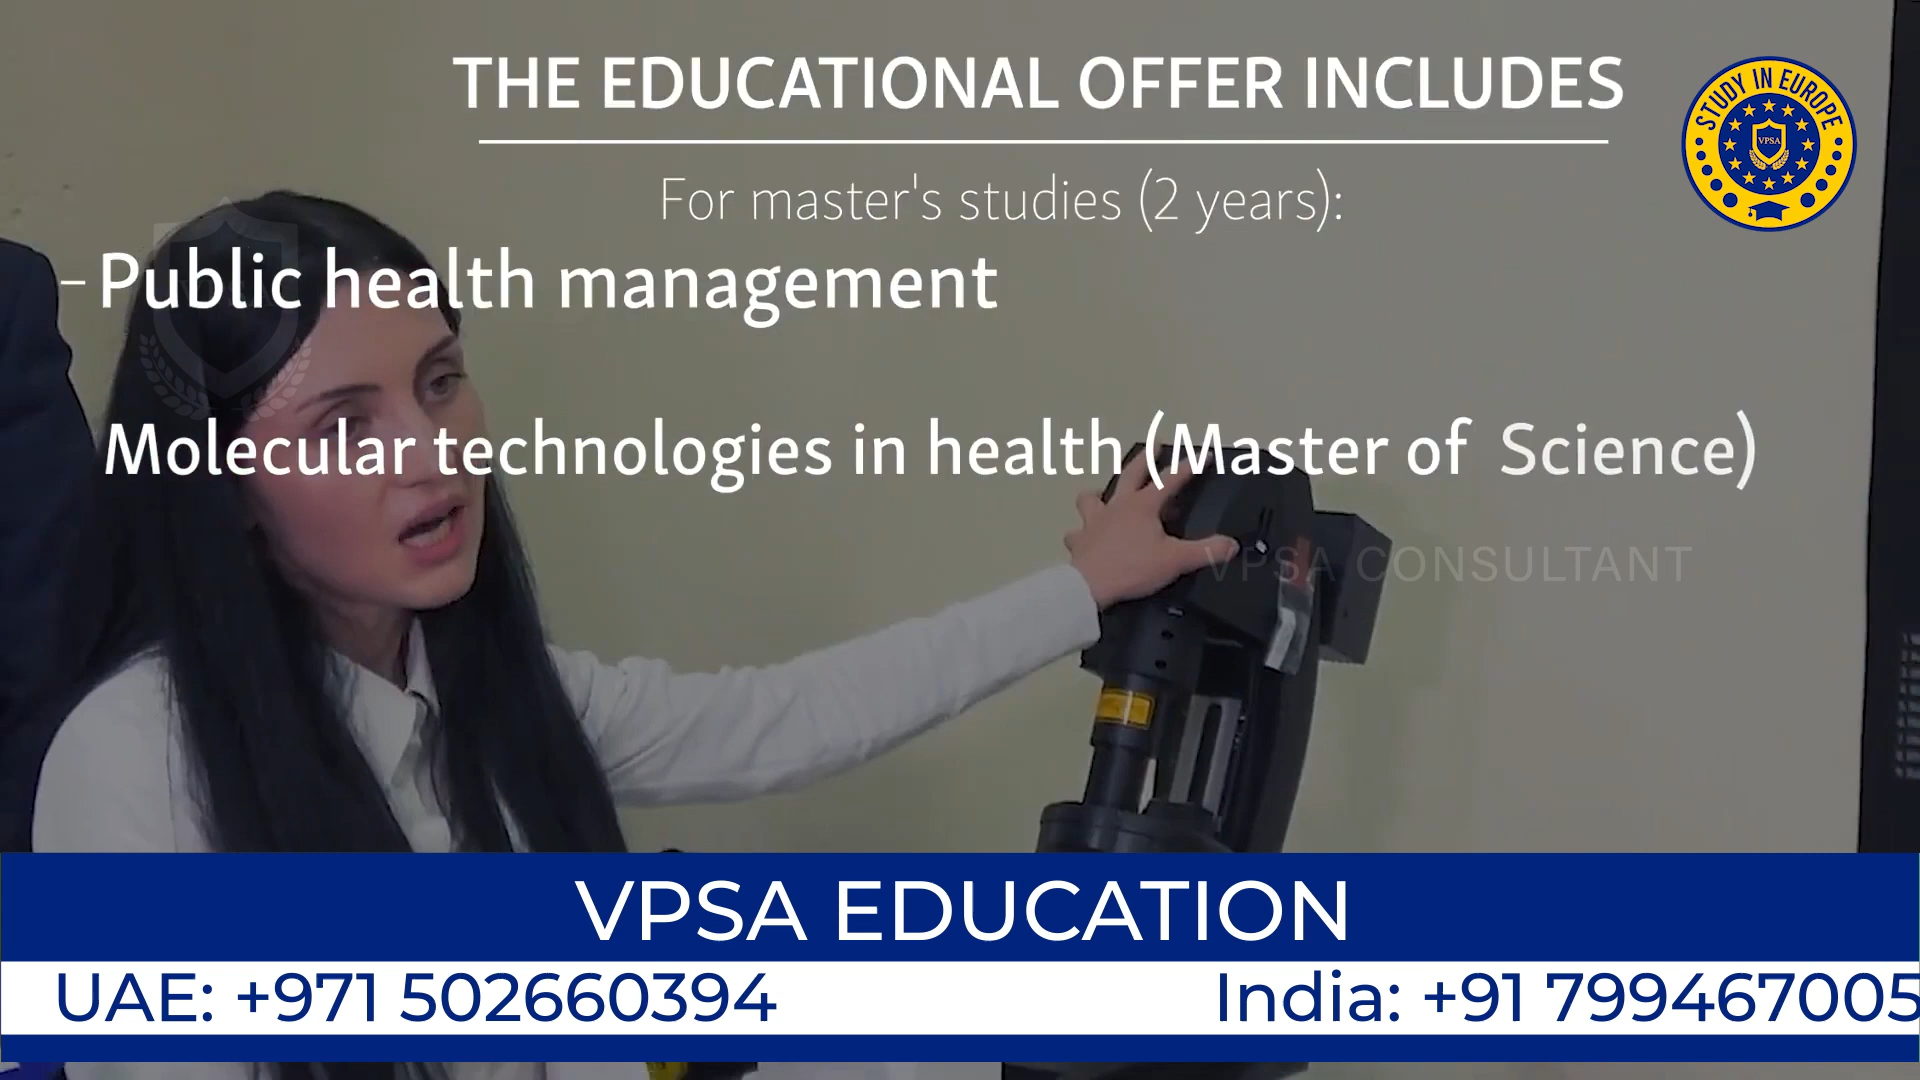 THE EDUCATIONAL OFFER INCLUDES
STUDY IN EUROPE
VPSA
For master's studies (2 years):
–Public health management
Molecular technologies in health (Master of Science)
VPSA CONSULTANT
VPSA EDUCATION
UAE: +971 502660394
India: +91 799467005